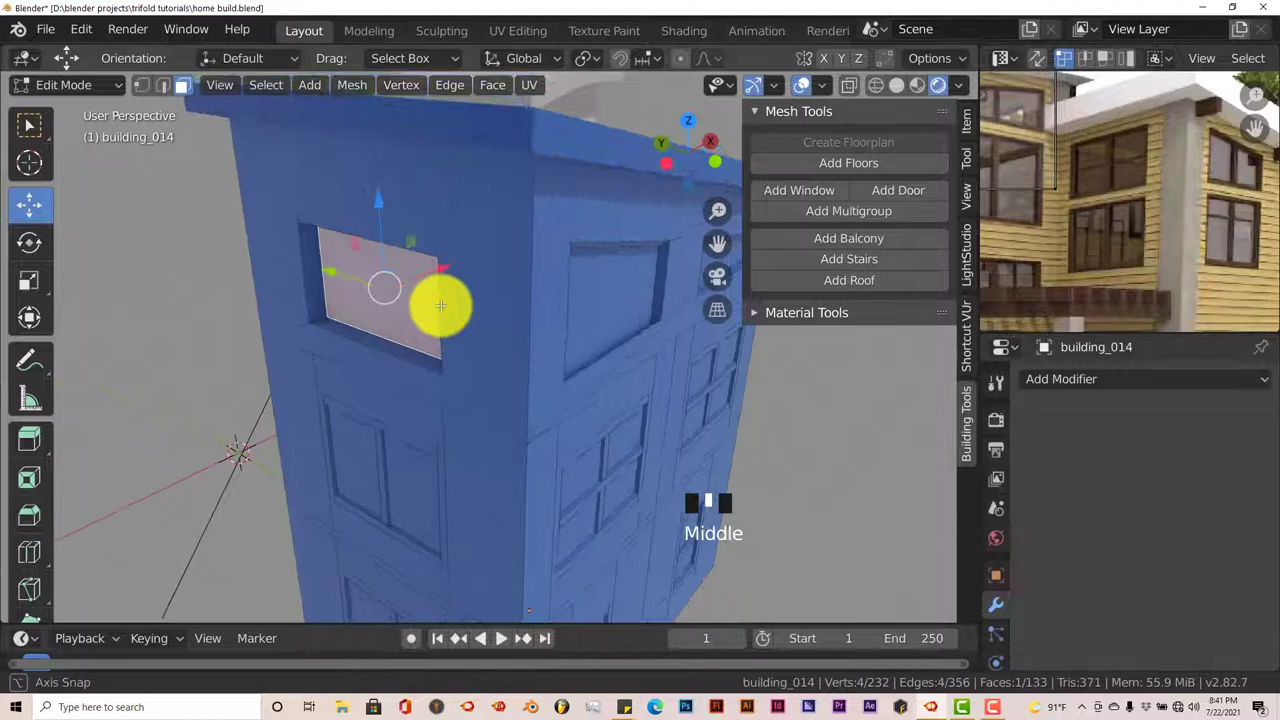 Blender* [D:\blender projects\trifold tutorials\home build.blend]
File Edit Render Window Help Layout Modeling Sculpting UV Editing Texture Paint Shading Animation Renderi Scene View Layer
Orientation: Default Drag: Select Box Global X Y Z Options View Select
Edit Mode View Select Add Mesh Vertex Edge Face UV
User Perspective
(1) building_014
Z
Y
X
Mesh Tools
Create Floorplan
Add Floors
Add Window Add Door
Add Multigroup
Add Balcony
Add Stairs
Add Roof
Material Tools
Item
Tool
View
LightStudio
Shortcut VUr
Building Tools
building_014
Add Modifier
Middle
Playback Keying View Marker 1 Start 1 End 250
Axis Snap building_014 | Verts:4/232 | Edges:4/356 | Faces:1/133 | Tris:371 | Mem: 55.9 MiB | v2.82.7
Type here to search 91°F 8:41 PM
7/22/2021